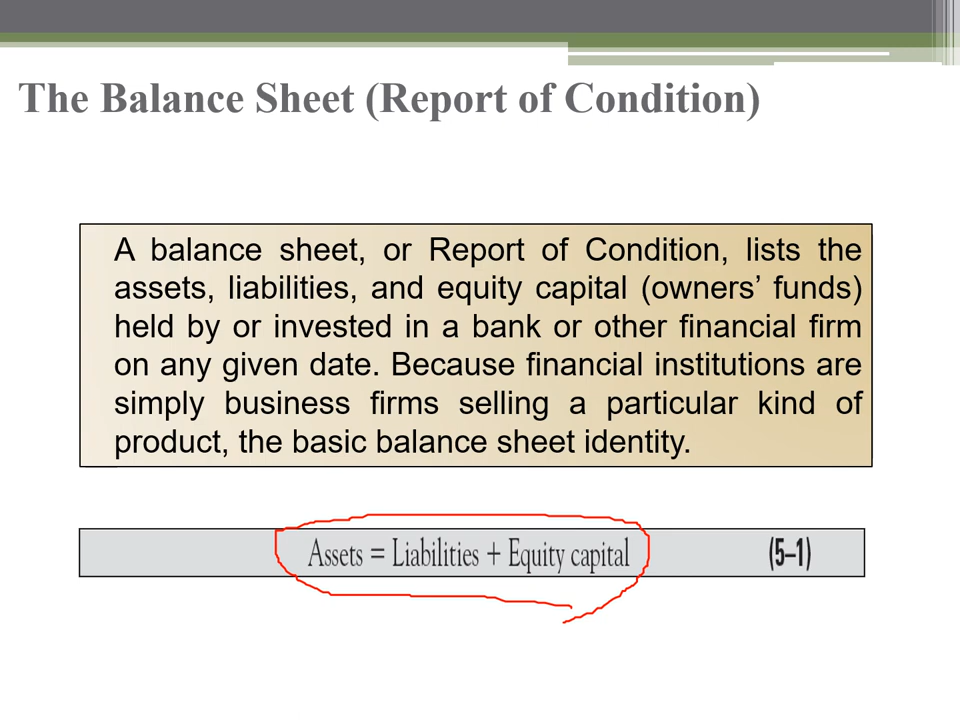 The Balance Sheet (Report of Condition)
A balance sheet, or Report of Condition, lists the
assets, liabilities, and equity capital (owners’ funds)
held by or invested in a bank or other financial firm
on any given date. Because financial institutions are
simply business firms selling a particular kind of
product, the basic balance sheet identity.
Assets = Liabilities + Equity capital (5–1)